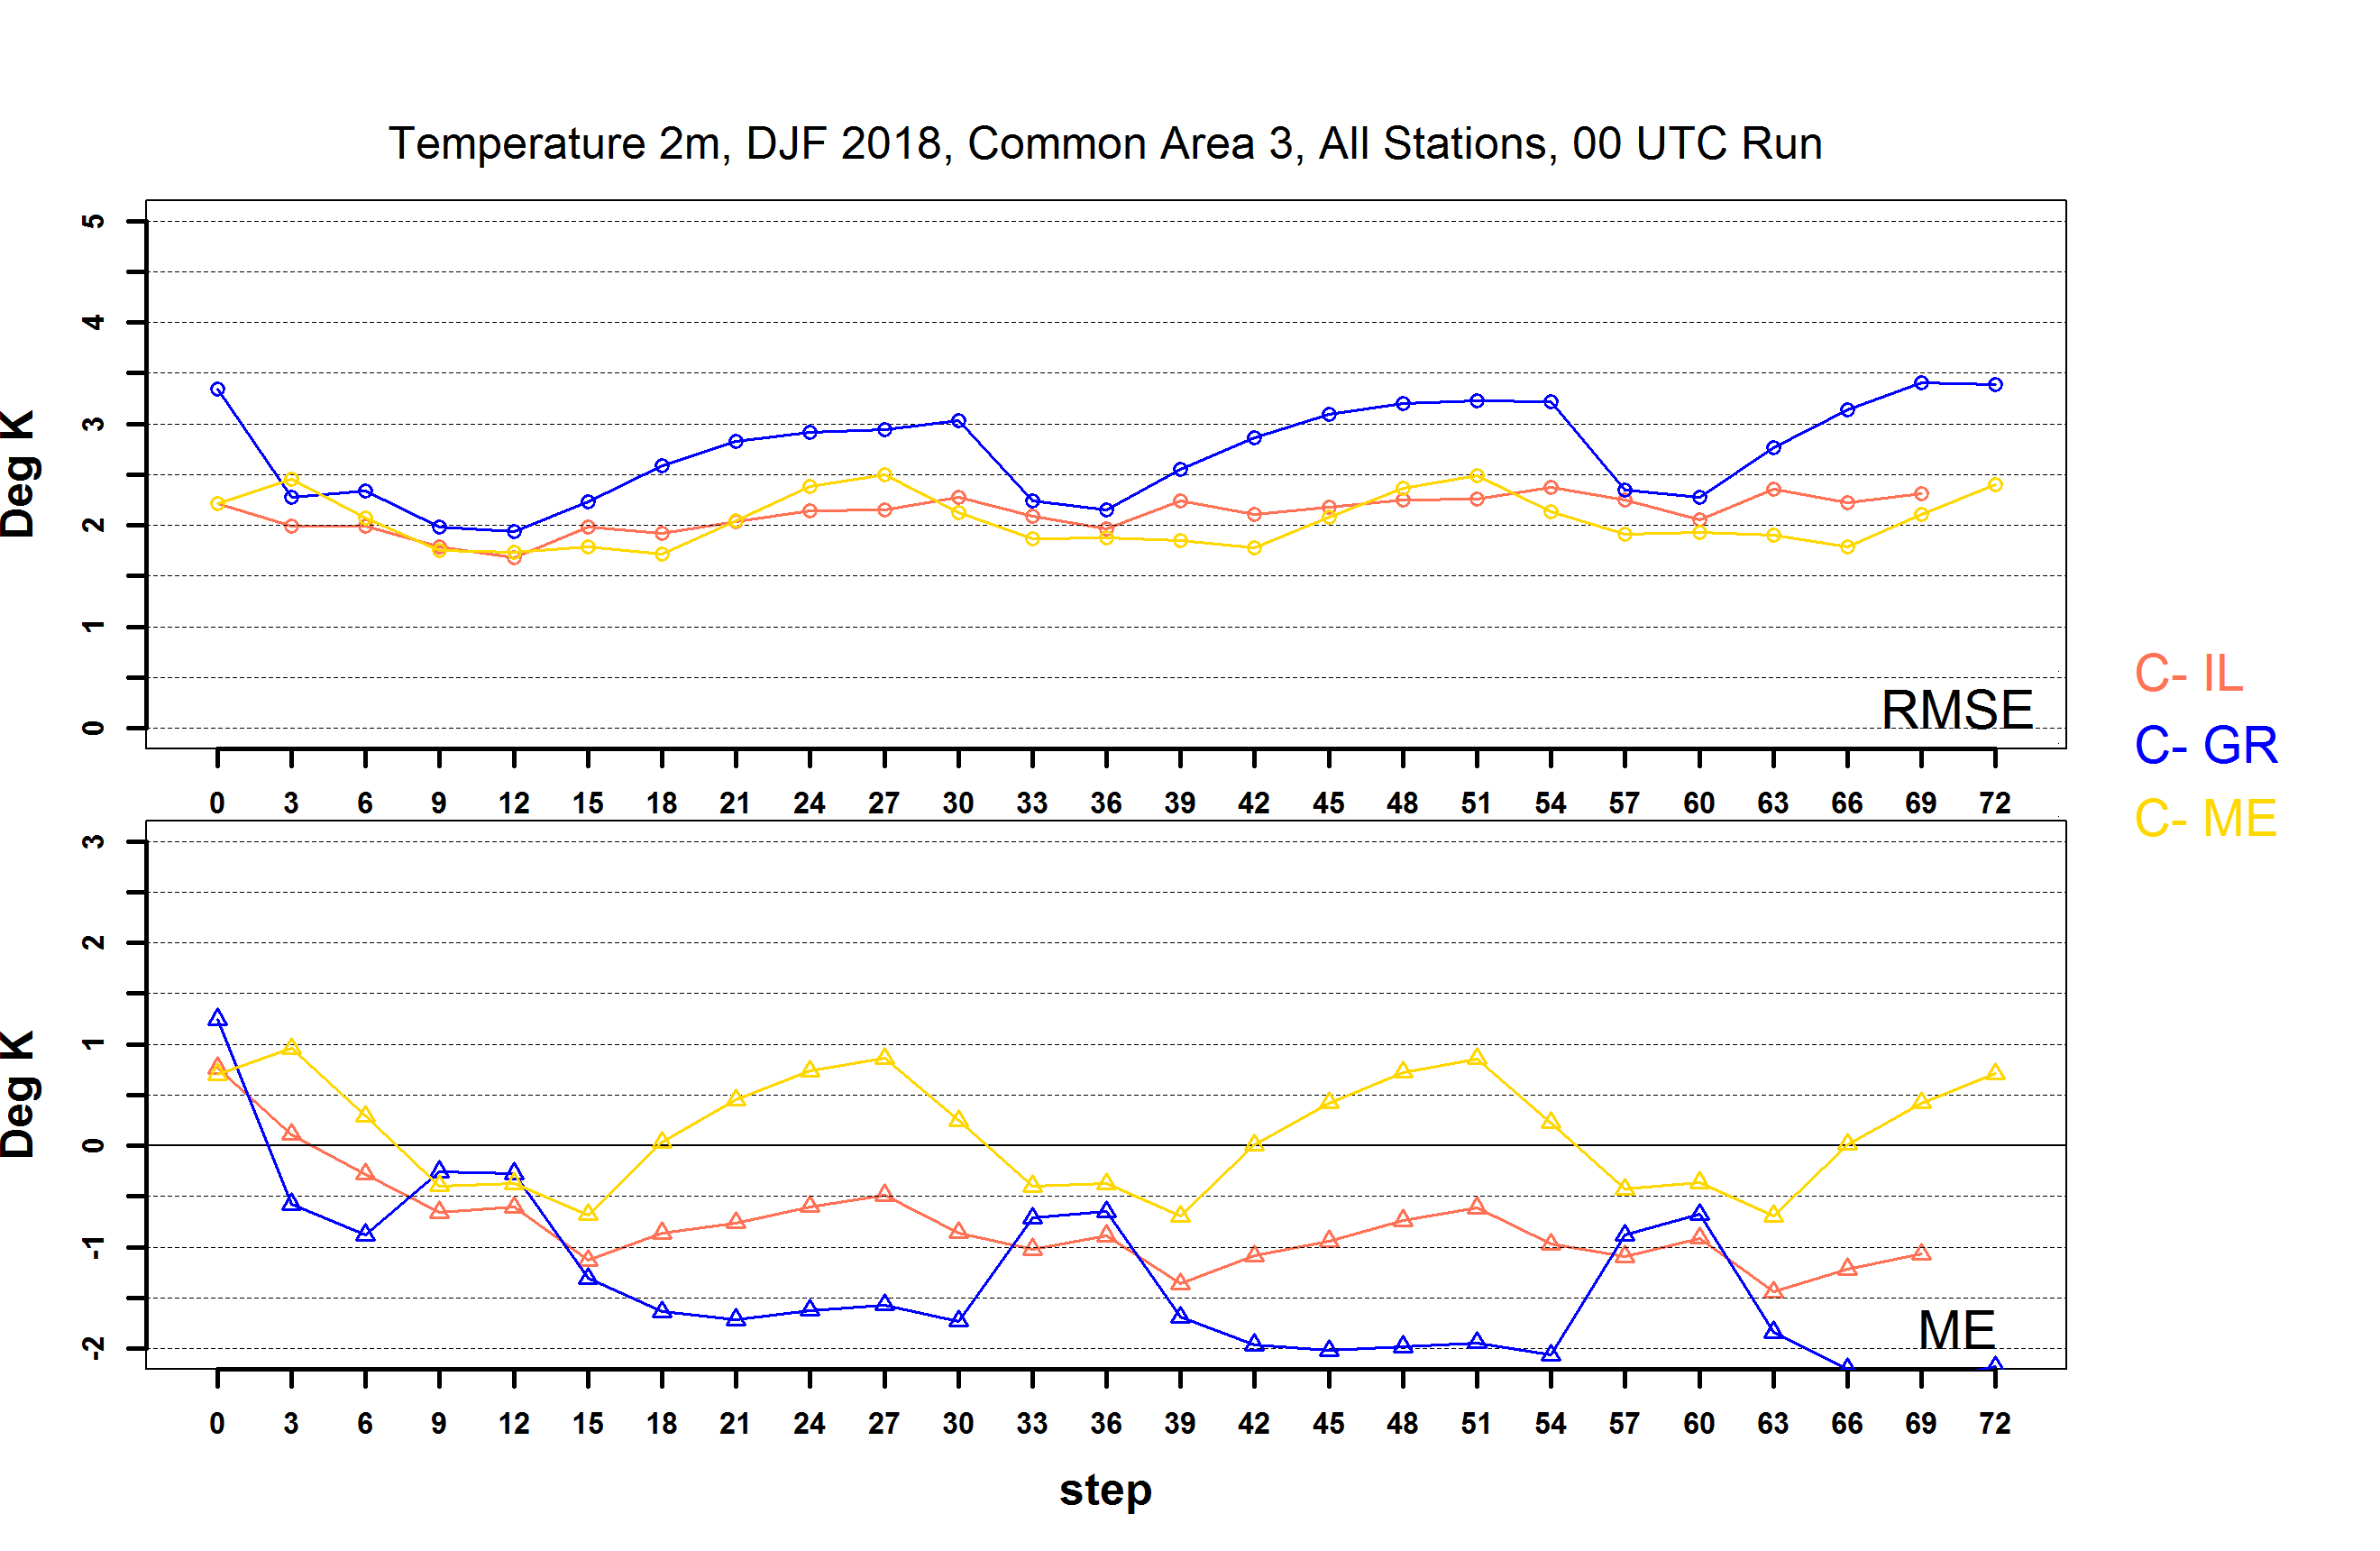 Temperature 2m, DJF 2018, Common Area 3, All Stations, 00 UTC Run
Deg K
5
4
3
2
1
0
RMSE
0 3 6 9 12 15 18 21 24 27 30 33 36 39 42 45 48 51 54 57 60 63 66 69 72
C- IL
C- GR
C- ME
Deg K
3
2
1
0
-1
-2
ME
0 3 6 9 12 15 18 21 24 27 30 33 36 39 42 45 48 51 54 57 60 63 66 69 72
step